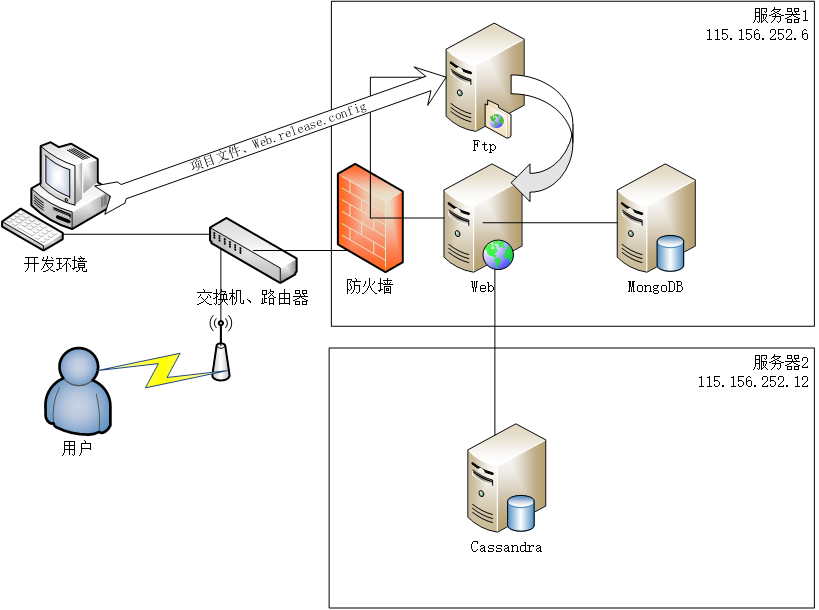 服务器1
115.156.252.6
项目文件、Web.release.config
Ftp
开发环境
交换机、路由器
防火墙
Web
MongoDB
用户
服务器2
115.156.252.12
Cassandra